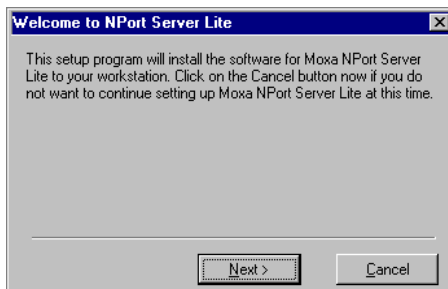 Welcome to NPort Server Lite
This setup program will install the software for Moxa NPort Server
Lite to your workstation. Click on the Cancel button now if you do
not want to continue setting up Moxa NPort Server Lite at this time.
Next >
Cancel